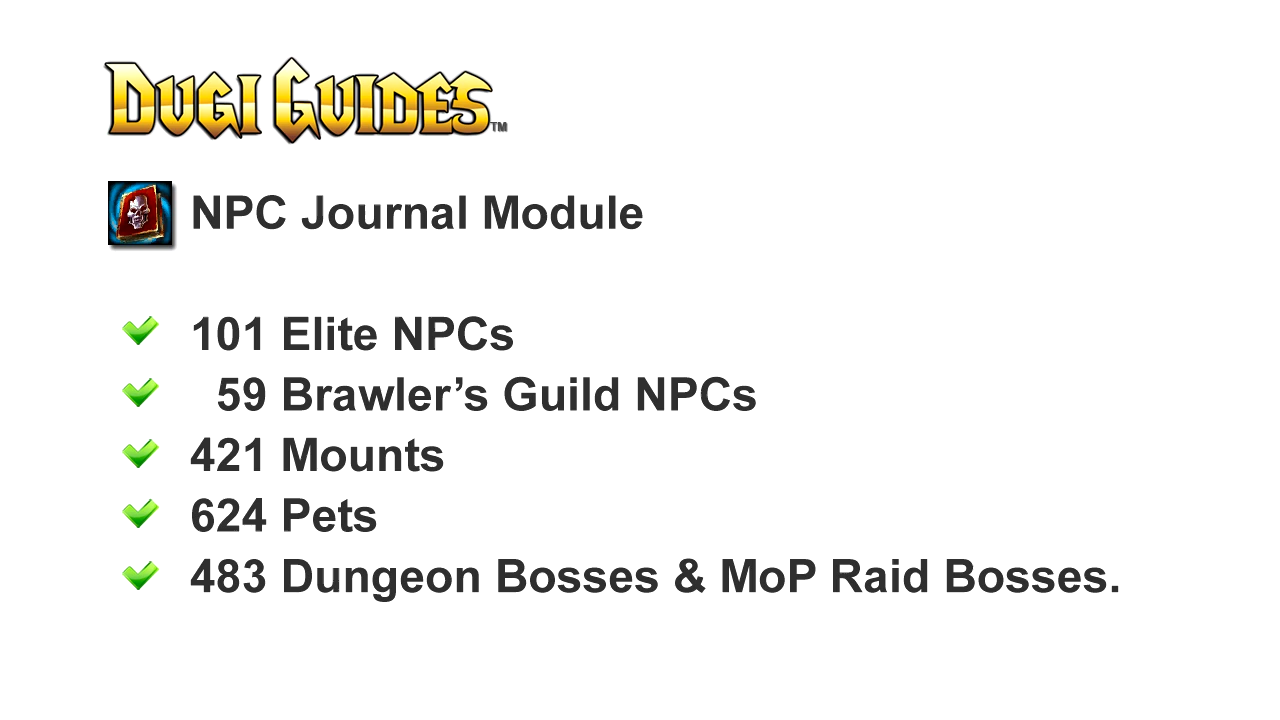 DUGI GUIDES™
NPC Journal Module
101 Elite NPCs
59 Brawler’s Guild NPCs
421 Mounts
624 Pets
483 Dungeon Bosses & MoP Raid Bosses.